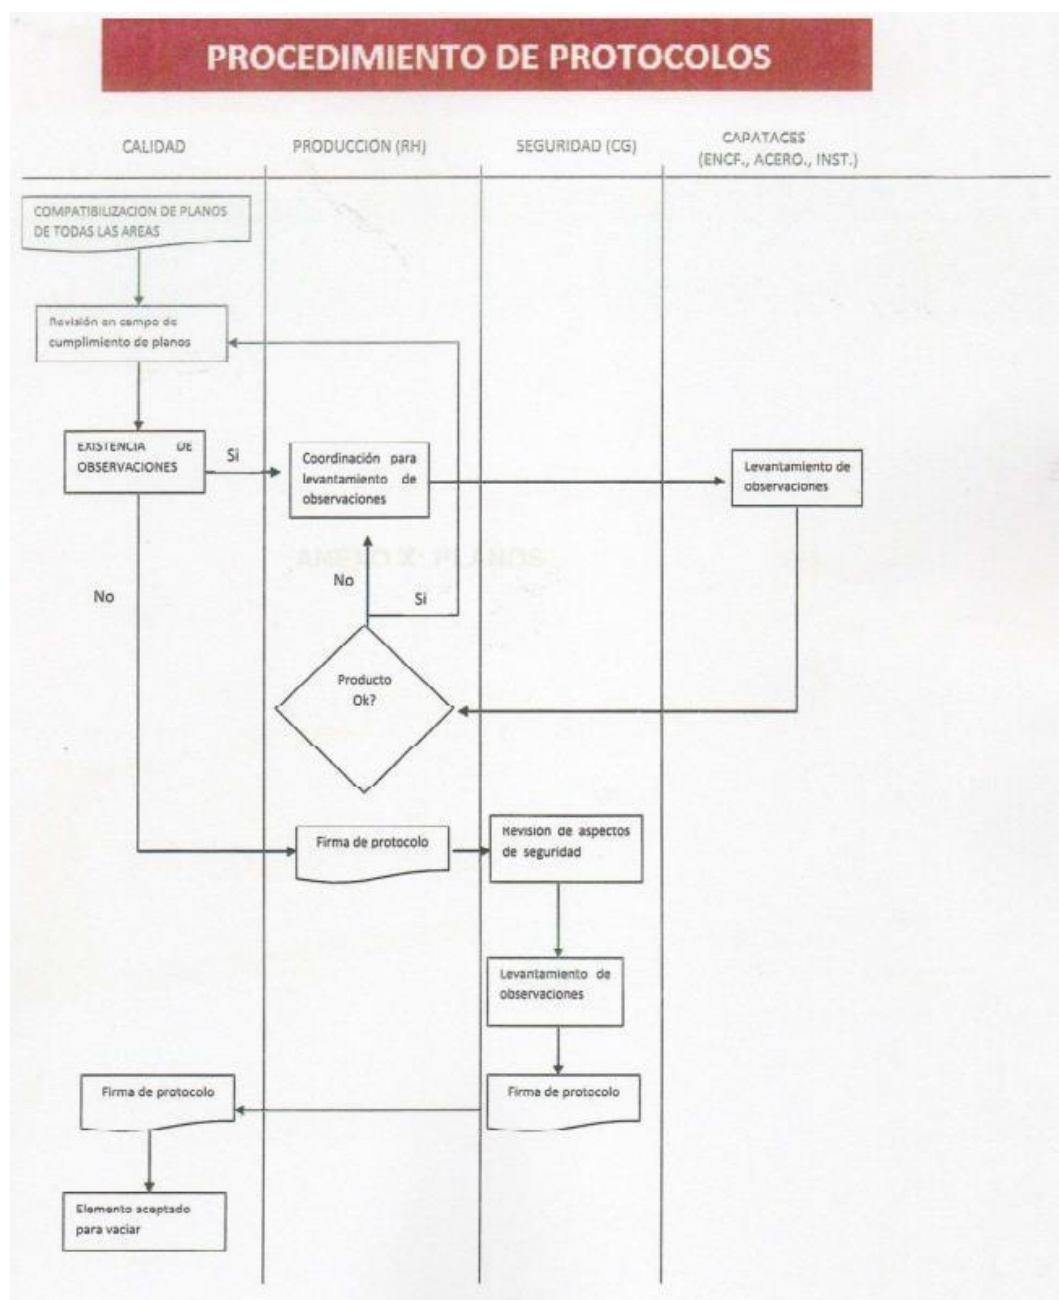 PROCEDIMIENTO DE PROTOCOLOS
CALIDAD
PRODUCCIÓN (RH)
SEGURIDAD (CG)
CAPATACES
(ENCF., ACERO., INST.)
COMPATIBILIZACION DE PLANOS
DE TODAS LAS AREAS
Revisión en campo de
cumplimiento de planos
EXISTENCIA DE
OBSERVACIONES
Si
Coordinación para
levantamiento de
observaciones
Levantamiento de
observaciones
ANEXO X: PLANOS
No
No
Si
Producto
Ok?
Firma de protocolo
Revisión de aspectos
de seguridad
Levantamiento de
observaciones
Firma de protocolo
Firma de protocolo
Elemento aceptado
para vaciar